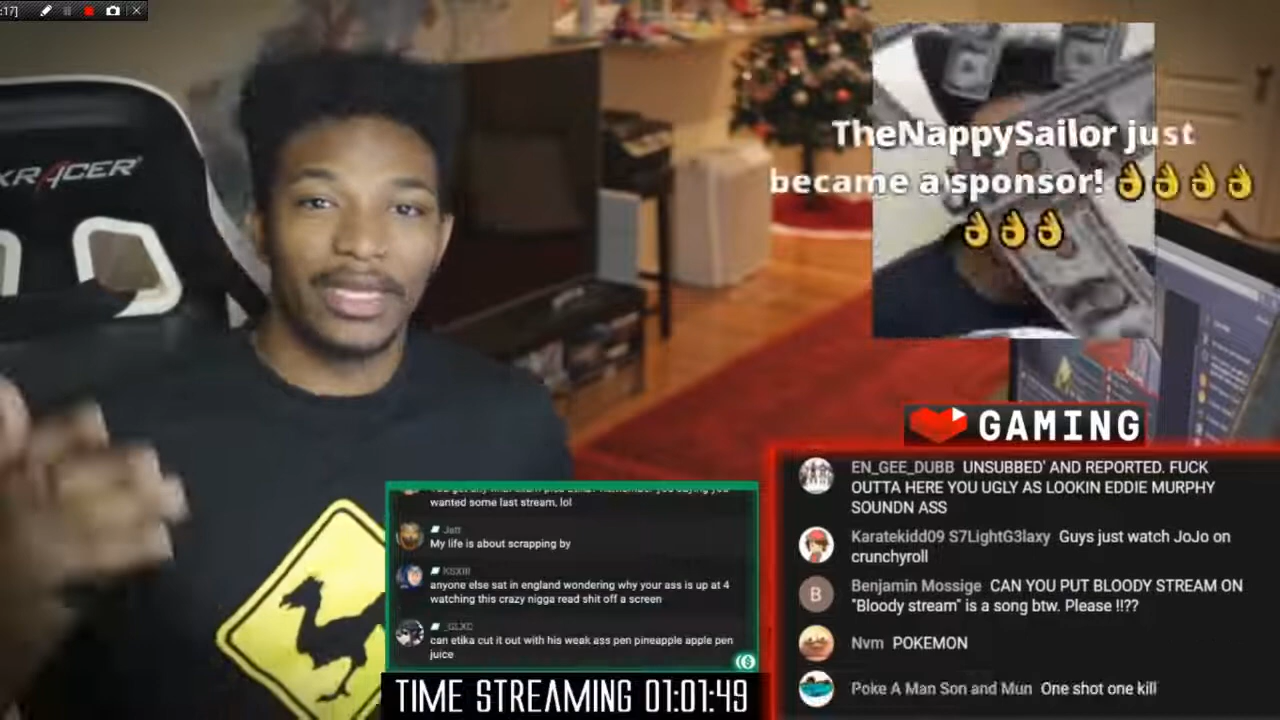 :17]
XRACER
TheNappySailor just
became a sponsor! 👌👌👌👌
👌👌👌
GAMING
EN_GEE_DUBB UNSUBBED' AND REPORTED. FUCK
OUTTA HERE YOU UGLY AS LOOKIN EDDIE MURPHY
SOUNDN ASS
Karatekidd09 S7LightG3laxy Guys just watch JoJo on
crunchyroll
B Benjamin Mossige CAN YOU PUT BLOODY STREAM ON
"Bloody stream" is a song btw. Please !!??
Nvm POKEMON
Poke A Man Son and Mun One shot one kill
wanted some last stream, lol
Jatt
My life is about scrapping by
KSXIII
anyone else sat in england wondering why your ass is up at 4
watching this crazy nigga read shit off a screen
_GLXC
can etika cut it out with his weak ass pen pineapple apple pen
juice
TIME STREAMING 01:01:49